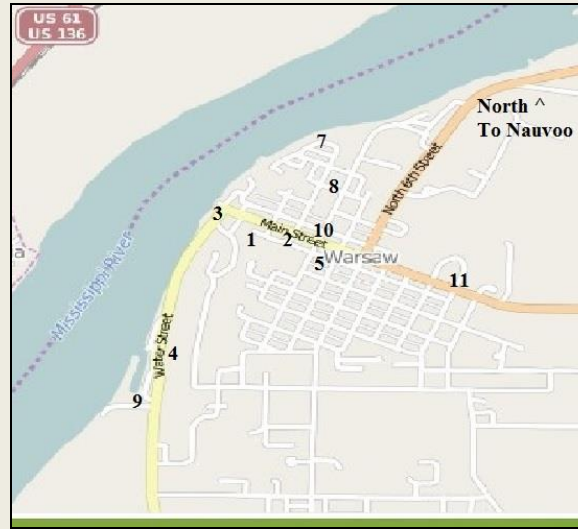 US 61
US 136
North ^
To Nauvoo
7
North 6th Street
8
3
Main Street
10
1
2
Warsaw
5
a
11
Mississippi River
4
Water Street
9